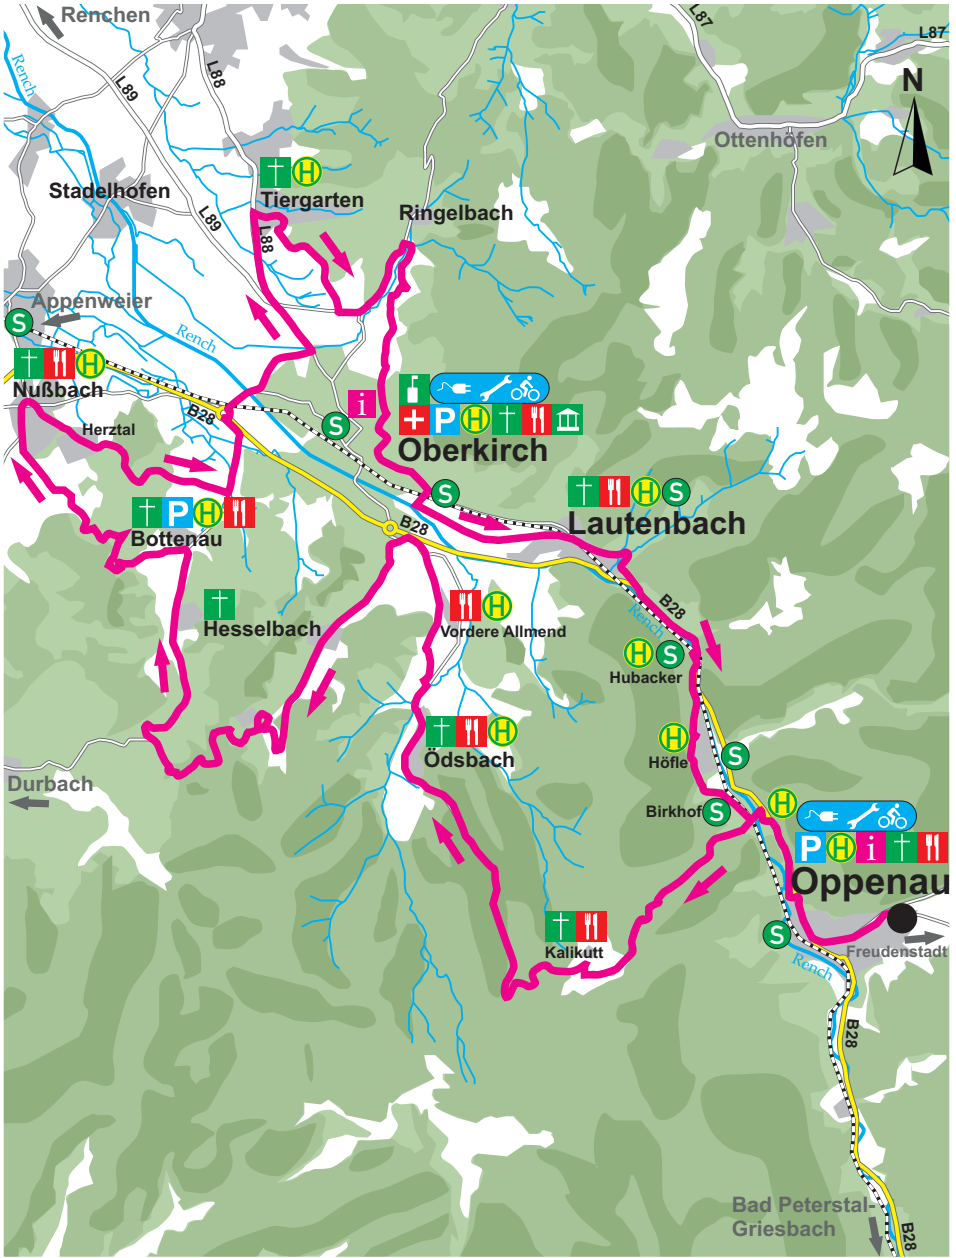 Renchen
L87
L87
L88
L89
Rench
N
Ottenhöfen
H
Stadelhofen
Tiergarten
L89
L88
Ringelbach
Appenweier
S
Rench
H
Nußbach
B28
Herztal
i
S
P H
Oberkirch
S
H S
Lautenbach
P H
Bottenau
B28
H
Vordere Allmend
Hesselbach
B28
Rench
H S
Hubacker
H
Ödsbach
H
Höfle
S
Durbach
Birkhof S
H
P H i
Oppenau
Kalikutt
S
Freudenstadt
Rench
B28
Bad Peterstal-
Griesbach
B28